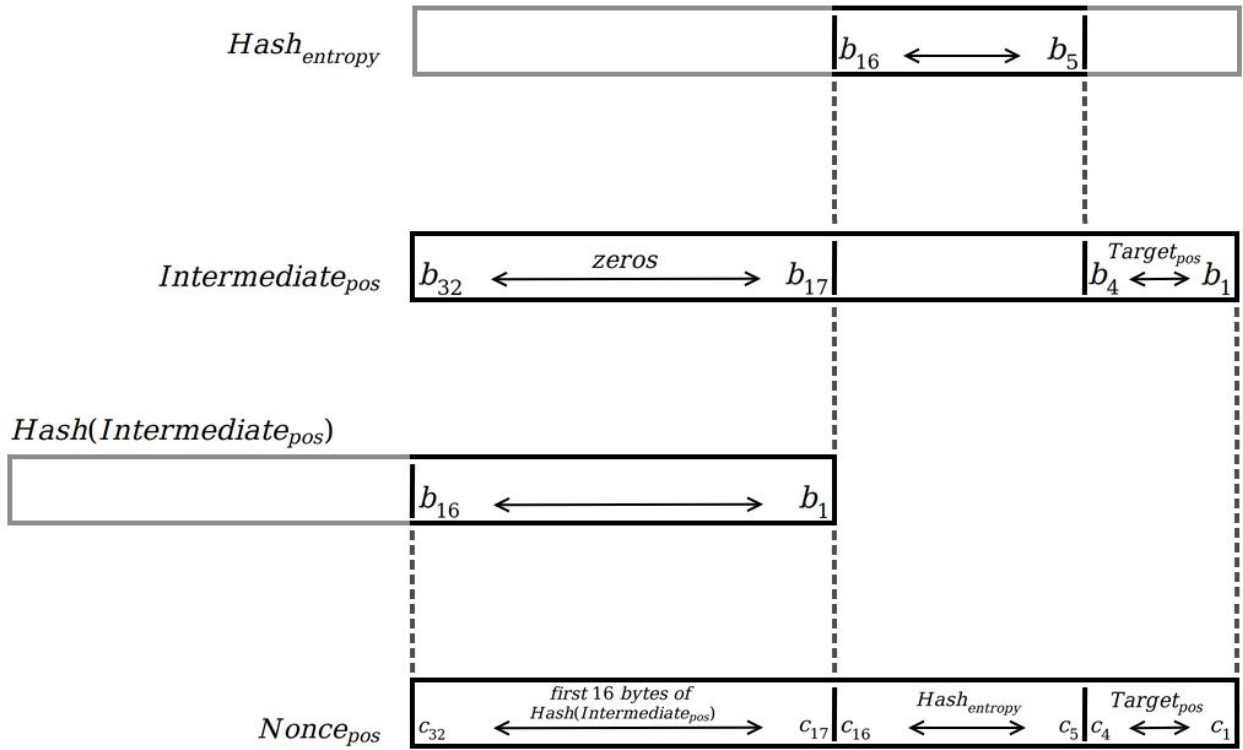 Hash_entropy b_16 b_5
Target_pos
Intermediate_pos b_32 zeros b_17 b_4 b_1
Hash(Intermediate_pos)
b_16 b_1
first 16 bytes of
Hash(Intermediate_pos) Hash_entropy Target_pos
Nonce_pos c_32 c_17 c_16 c_5 c_4 c_1